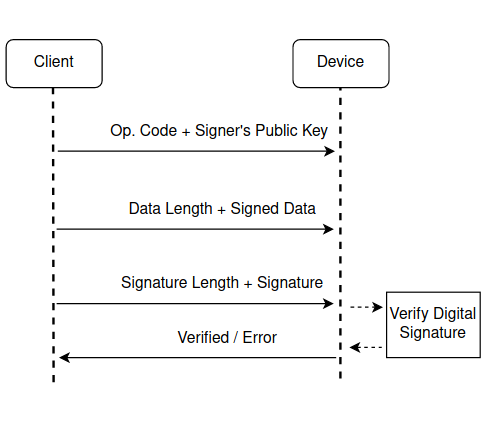 Client
Device
Op. Code + Signer's Public Key
Data Length + Signed Data
Signature Length + Signature
Verify Digital
Signature
Verified / Error